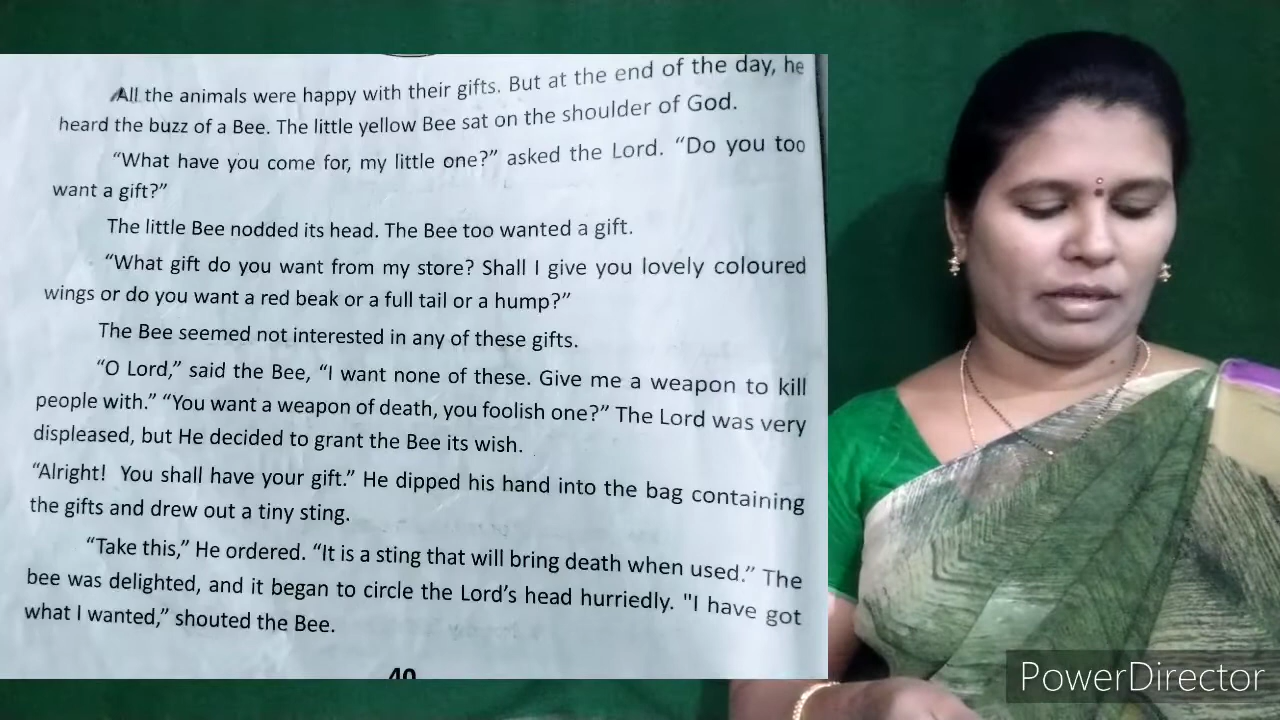 All the animals were happy with their gifts. But at the end of the day, he
heard the buzz of a Bee. The little yellow Bee sat on the shoulder of God.
“What have you come for, my little one?” asked the Lord. “Do you too
want a gift?”
The little Bee nodded its head. The Bee too wanted a gift.
“What gift do you want from my store? Shall I give you lovely coloured
wings or do you want a red beak or a full tail or a hump?”
The Bee seemed not interested in any of these gifts.
“O Lord,” said the Bee, “I want none of these. Give me a weapon to kill
people with.” “You want a weapon of death, you foolish one?” The Lord was very
displeased, but He decided to grant the Bee its wish.
“Alright! You shall have your gift.” He dipped his hand into the bag containing
the gifts and drew out a tiny sting.
“Take this,” He ordered. “It is a sting that will bring death when used.” The
bee was delighted, and it began to circle the Lord’s head hurriedly. "I have got
what I wanted,” shouted the Bee.
40
PowerDirector